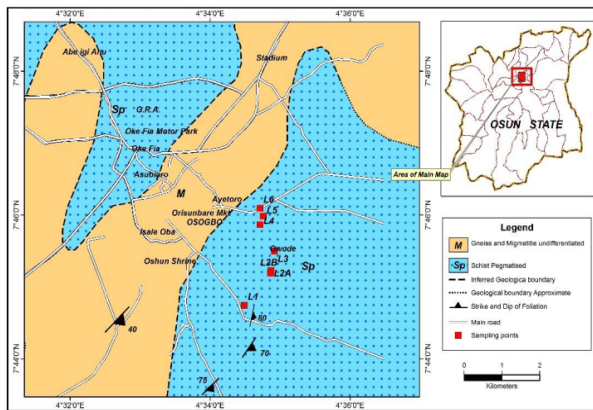 4°32'0"E
4°34'0"E
4°36'0"E
7°48'0"N
7°46'0"N
7°44'0"N
Abe igi Anu
Stadium
Sp
G.R.A.
Oke Fia Motor Park
Oke Fia
Asubiaro
M
Ayetoro
Orisunbare Mkt
OSOGBO
Isale Oba
Oshun Shrine
L6
L5
L4
Owode
L3
L2B
L2A
Sp
L1
80
70
40
75
4°32'0"E
4°34'0"E
4°36'0"E
7°48'0"N
7°46'0"N
7°44'0"N
OSUN STATE
Area of Main Map
Legend
M Gneiss and Migmetitie undifferentiated
Sp Schist Pegmatised
Inferred Geological boundary
Geological boundary Approximate
Strike and Dip of Foliation
Main road
Sampling points
0 1 2
Kilometers